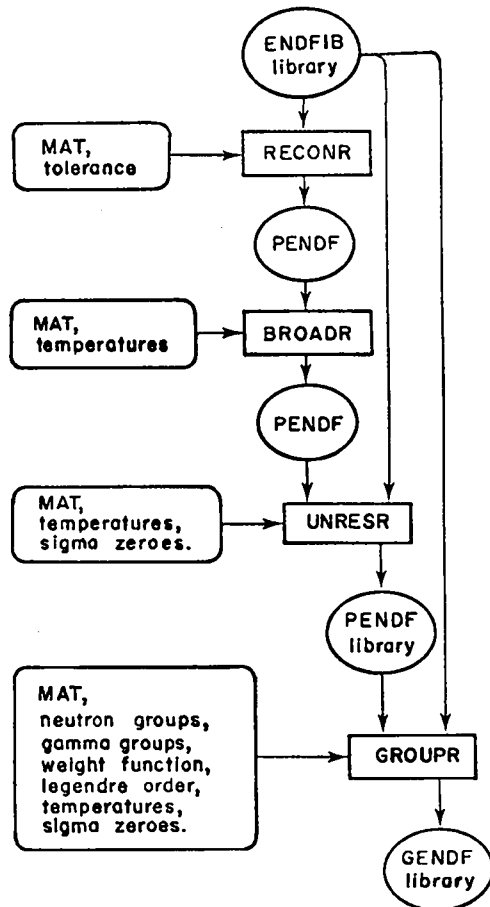 ENDFIB
library
MAT,
tolerance
RECONR
PENDF
MAT,
temperatures
BROADR
PENDF
MAT,
temperatures,
sigma zeroes.
UNRESR
PENDF
library
MAT,
neutron groups,
gamma groups,
weight function,
legendre order,
temperatures,
sigma zeroes.
GROUPR
GENDF
library